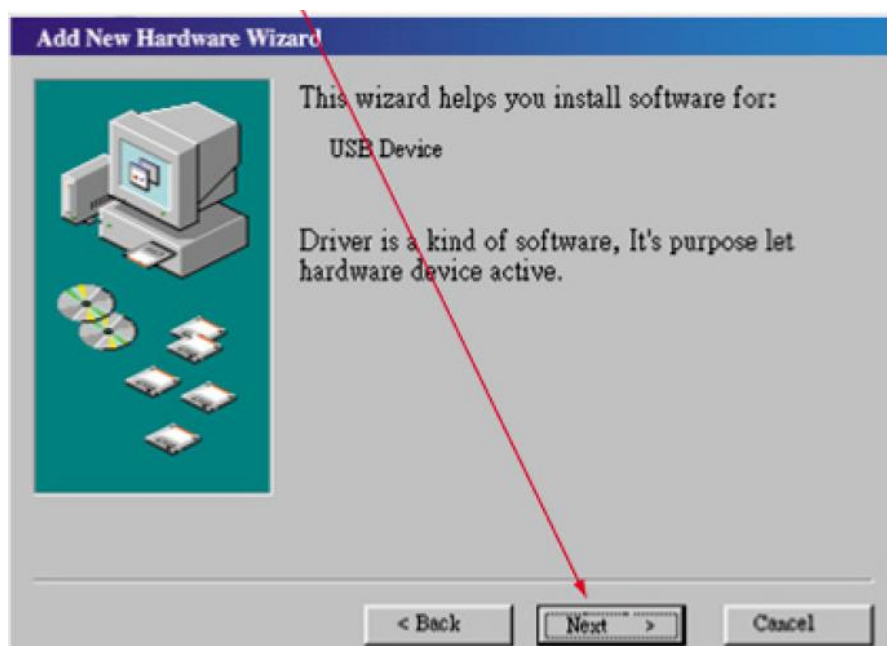 Add New Hardware Wizard
This wizard helps you install software for:
USB Device
Driver is a kind of software, It's purpose let
hardware device active.
< Back
Next >
Cancel